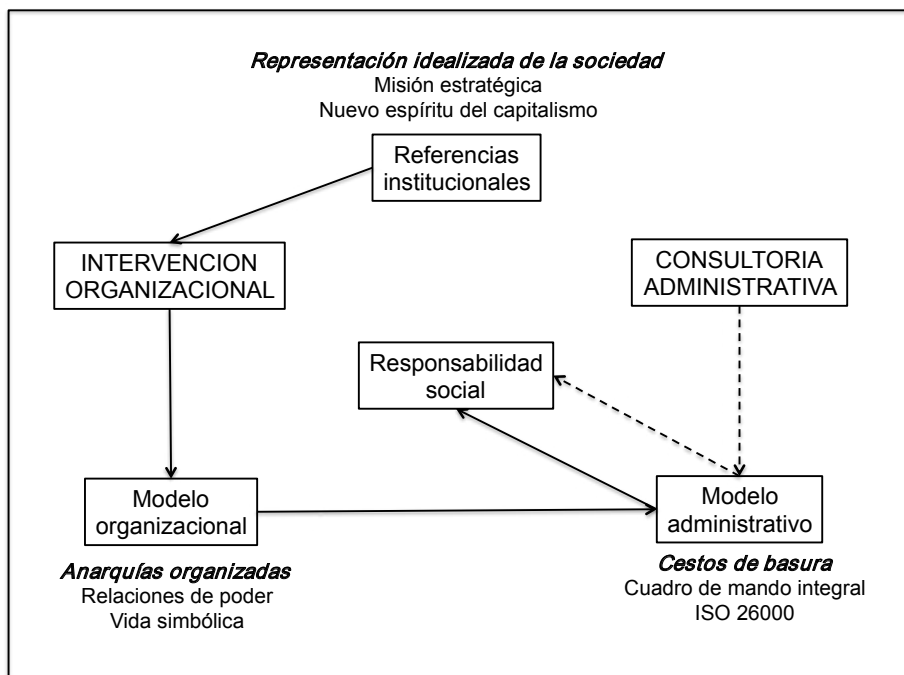 Representación idealizada de la sociedad
Misión estratégica
Nuevo espíritu del capitalismo
Referencias
institucionales
INTERVENCION
ORGANIZACIONAL
CONSULTORIA
ADMINISTRATIVA
Responsabilidad
social
Modelo
organizacional
Modelo
administrativo
Anarquías organizadas
Relaciones de poder
Vida simbólica
Cestos de basura
Cuadro de mando integral
ISO 26000